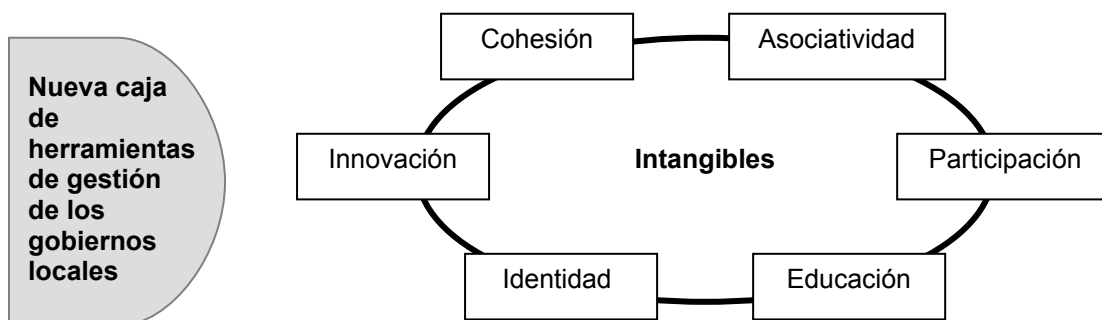 Nueva caja
de
herramientas
de gestión
de los
gobiernos
locales
Cohesión
Asociatividad
Innovación
Intangibles
Participación
Identidad
Educación